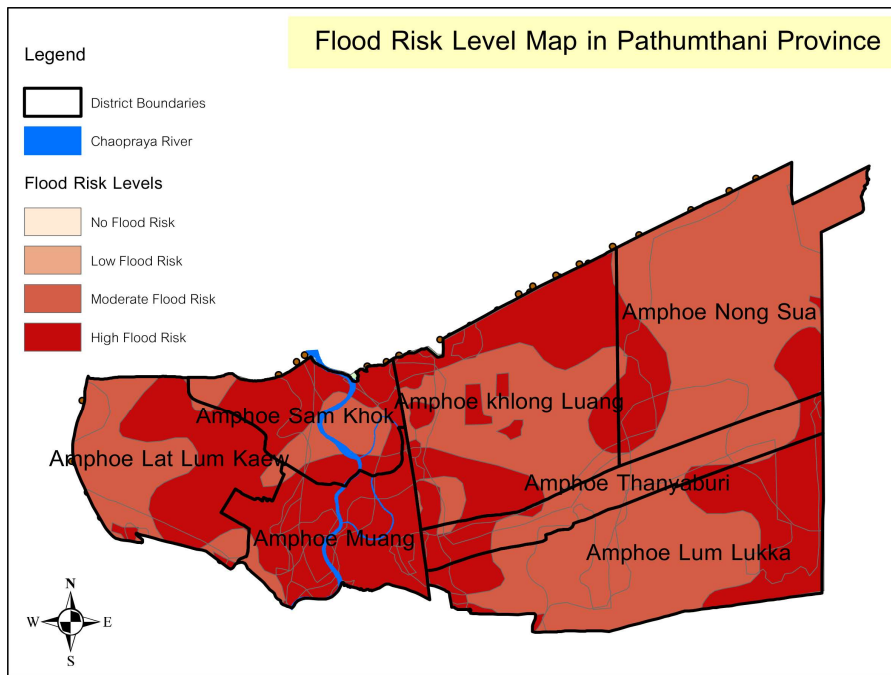 Flood Risk Level Map in Pathumthani Province
Legend
District Boundaries
Chaopraya River
Flood Risk Levels
No Flood Risk
Low Flood Risk
Moderate Flood Risk
High Flood Risk
Amphoe Nong Sua
Amphoe khlong Luang
Amphoe Sam Khok
Amphoe Lat Lum Kaew
Amphoe Thanyaburi
Amphoe Muang
Amphoe Lum Lukka
N
W
E
S